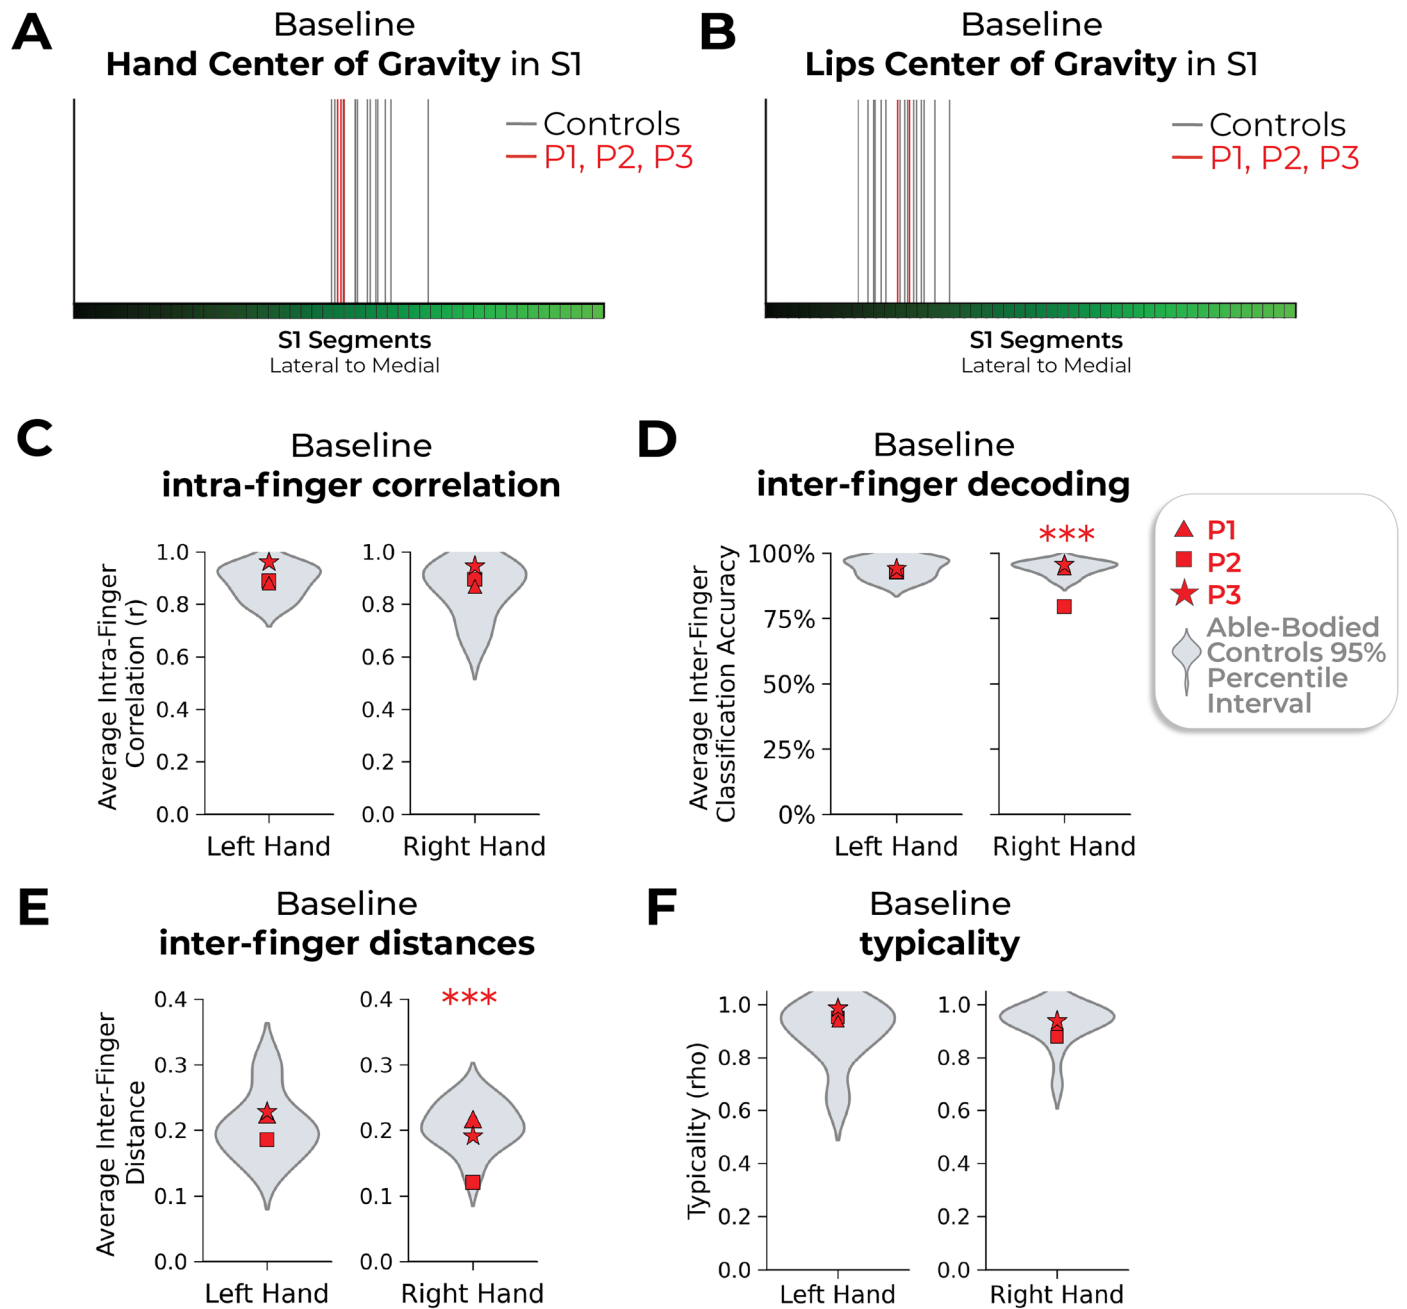 A
Baseline
Hand Center of Gravity in S1
Controls
P1, P2, P3
S1 Segments
Lateral to Medial
B
Baseline
Lips Center of Gravity in S1
Controls
P1, P2, P3
S1 Segments
Lateral to Medial
C
Baseline
intra-finger correlation
Average Intra-Finger
Correlation (r)
1.0
0.8
0.6
0.4
0.2
0.0
Left Hand
1.0
0.8
0.6
0.4
0.2
0.0
Right Hand
D
Baseline
inter-finger decoding
Average Inter-Finger
Classification Accuracy
100%
75%
50%
25%
0%
Left Hand
***
Right Hand
P1
P2
P3
Able-Bodied
Controls 95%
Percentile
Interval
E
Baseline
inter-finger distances
Average Inter-Finger
Distance
0.4
0.3
0.2
0.1
0.0
Left Hand
***
0.4
0.3
0.2
0.1
0.0
Right Hand
F
Baseline
typicality
Typicality (rho)
1.0
0.8
0.6
0.4
0.2
0.0
Left Hand
1.0
0.8
0.6
0.4
0.2
0.0
Right Hand